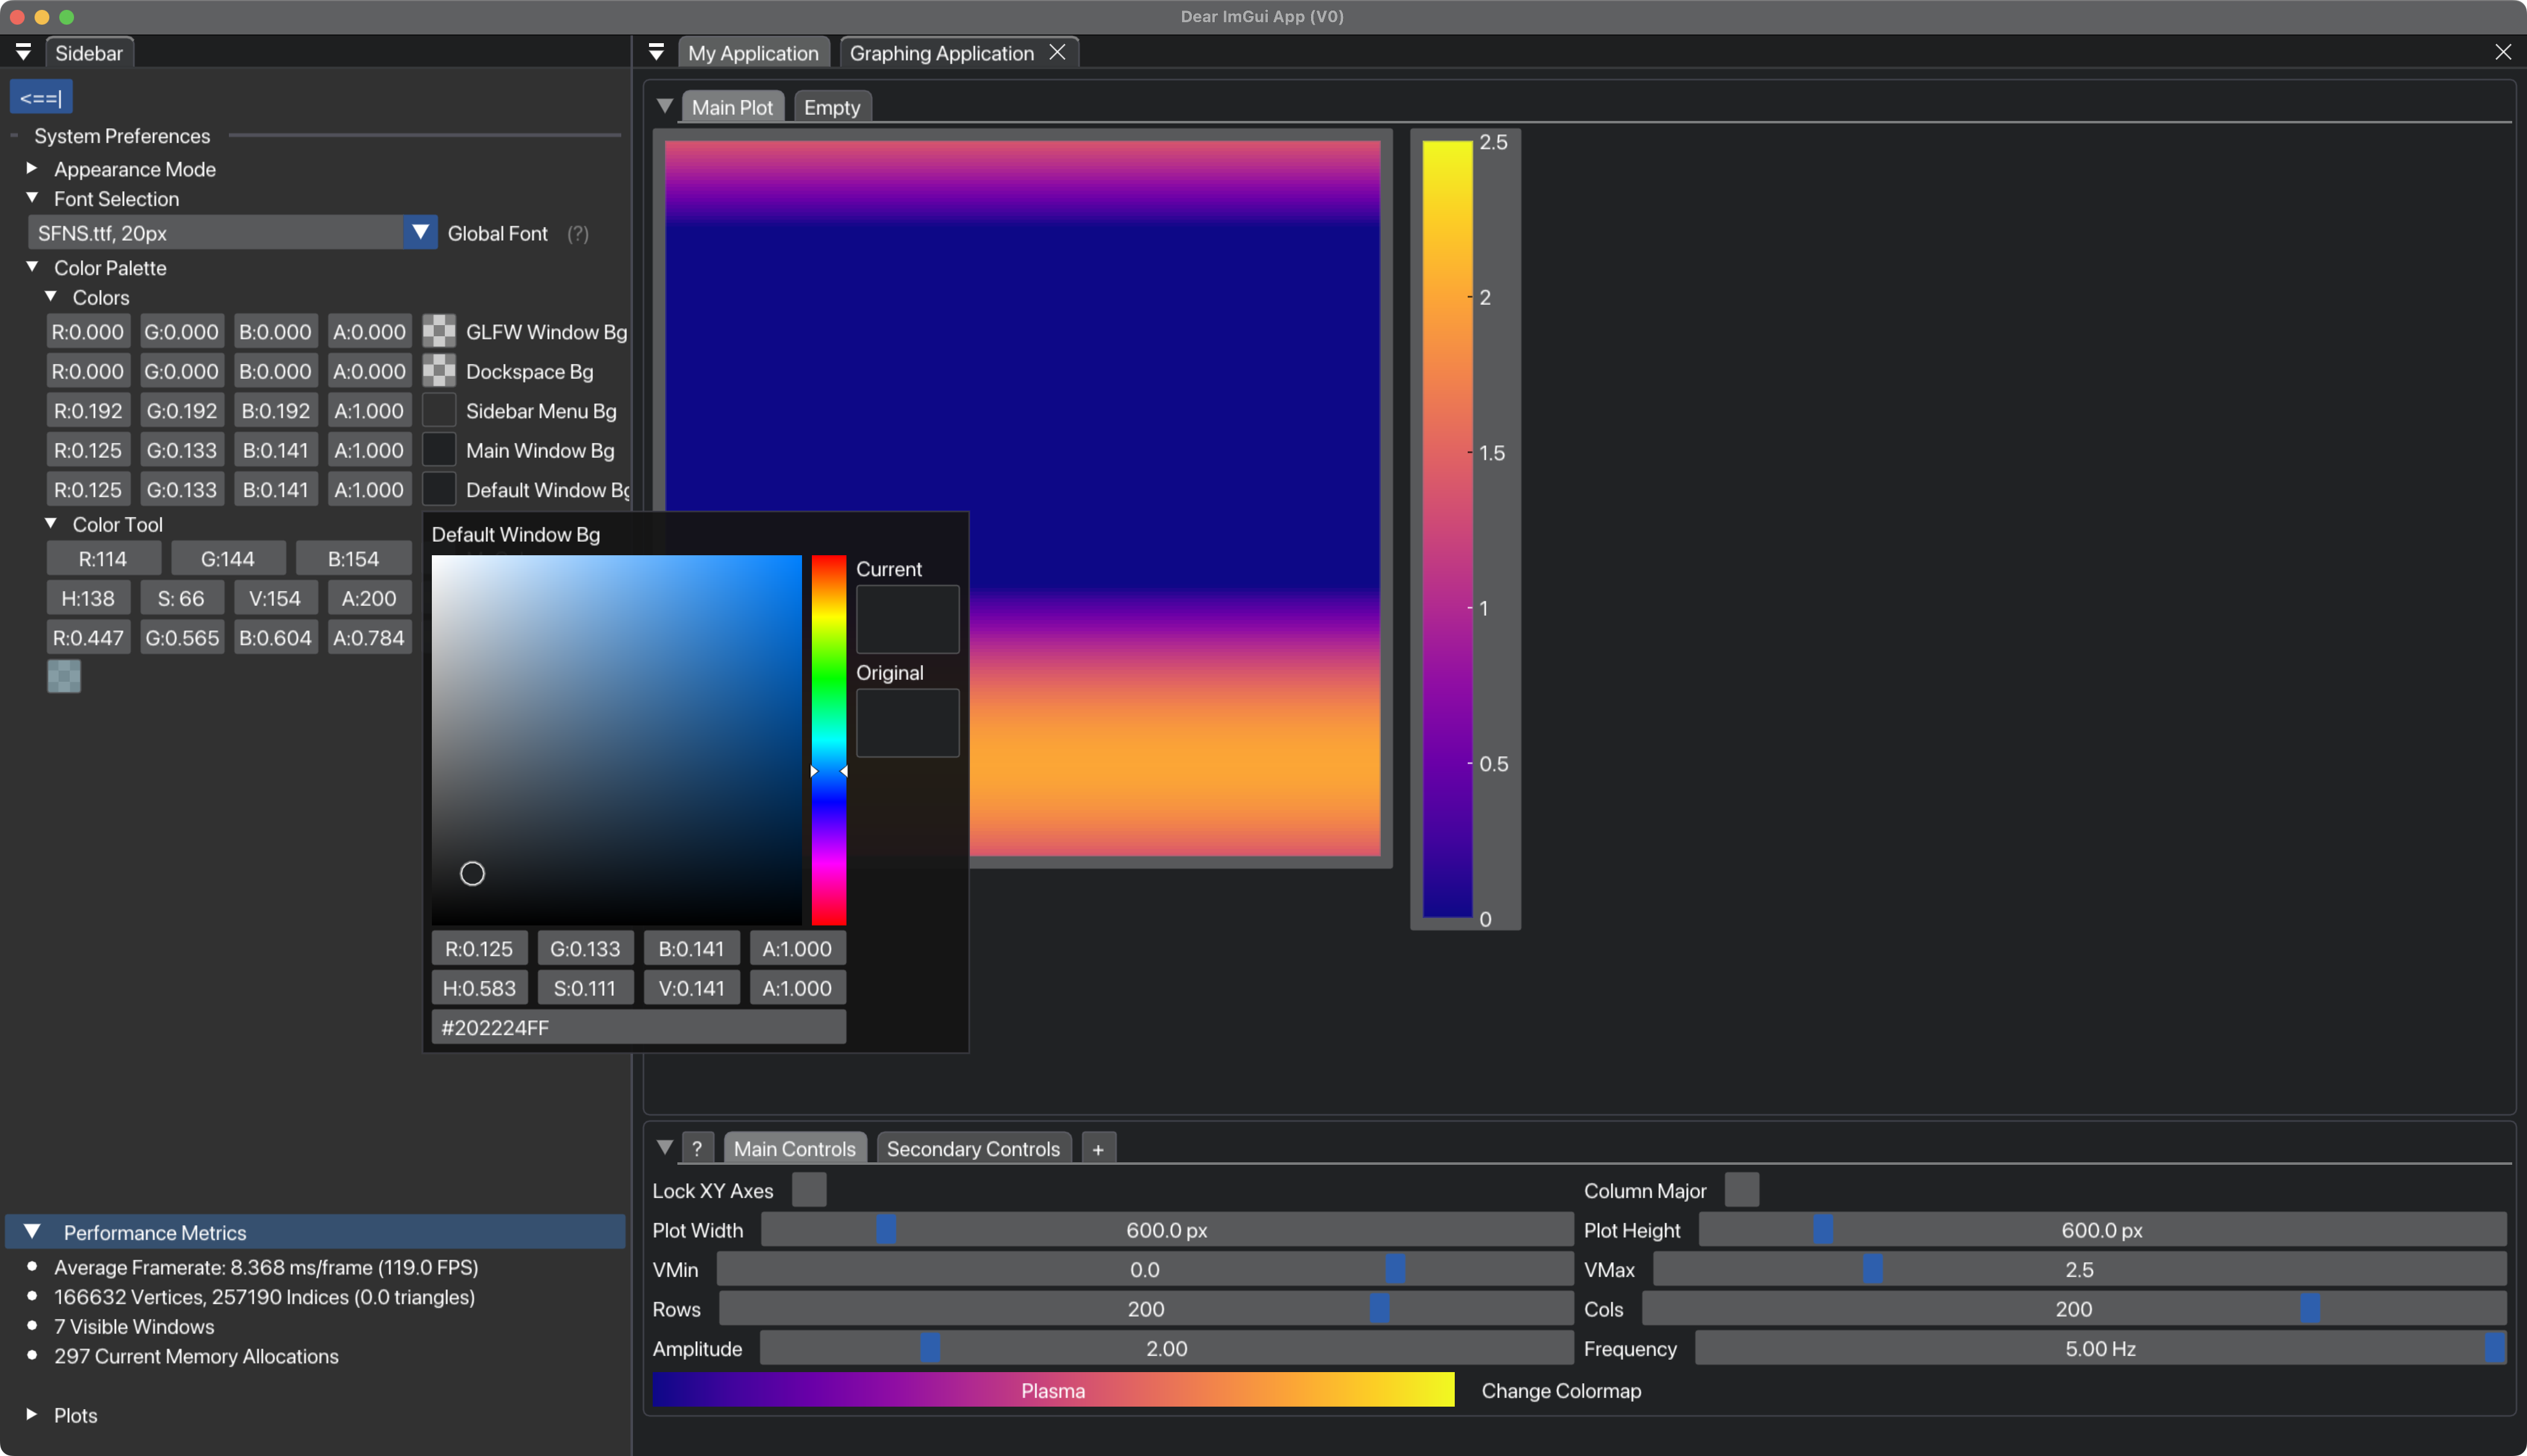 Dear ImGui App (V0)
Sidebar
<==|
System Preferences
Appearance Mode
Font Selection
SFNS.ttf, 20px Global Font (?)
Color Palette
Colors
R:0.000 G:0.000 B:0.000 A:0.000 GLFW Window Bg
R:0.000 G:0.000 B:0.000 A:0.000 Dockspace Bg
R:0.192 G:0.192 B:0.192 A:1.000 Sidebar Menu Bg
R:0.125 G:0.133 B:0.141 A:1.000 Main Window Bg
R:0.125 G:0.133 B:0.141 A:1.000 Default Window Bg
Color Tool
R:114 G:144 B:154
H:138 S: 66 V:154 A:200
R:0.447 G:0.565 B:0.604 A:0.784
Default Window Bg
Current
Original
R:0.125 G:0.133 B:0.141 A:1.000
H:0.583 S:0.111 V:0.141 A:1.000
#202224FF
Performance Metrics
Average Framerate: 8.368 ms/frame (119.0 FPS)
166632 Vertices, 257190 Indices (0.0 triangles)
7 Visible Windows
297 Current Memory Allocations
Plots
My Application Graphing Application
Main Plot Empty
2.5
2
1.5
1
0.5
0
? Main Controls Secondary Controls +
Lock XY Axes Column Major
Plot Width 600.0 px Plot Height 600.0 px
VMin 0.0 VMax 2.5
Rows 200 Cols 200
Amplitude 2.00 Frequency 5.00 Hz
Plasma Change Colormap